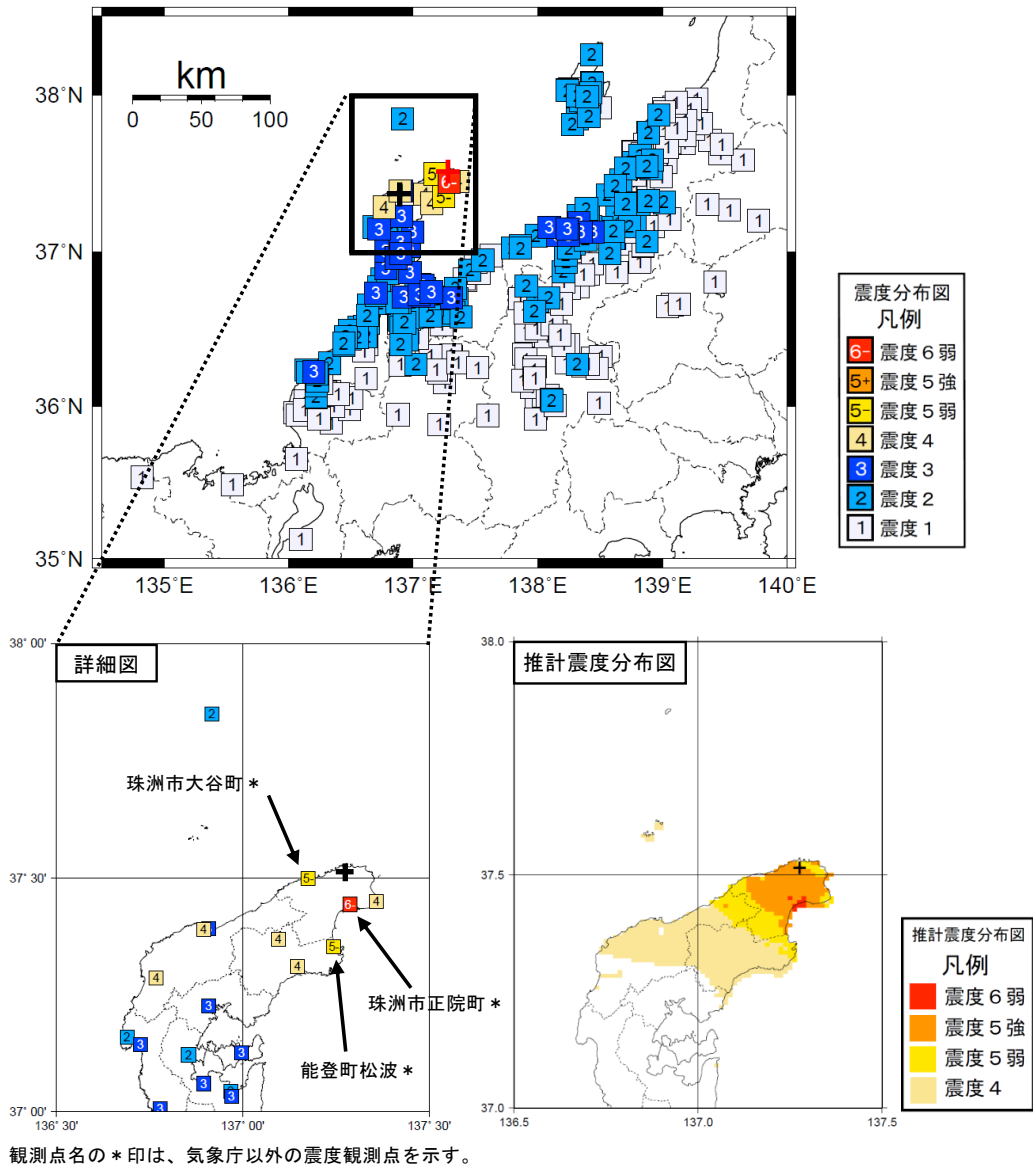 km
0 50 100
38°N
37°N
36°N
35°N
135°E 136°E 137°E 138°E 139°E 140°E
震度分布図
凡例
6- 震度６弱
5+ 震度５強
5- 震度５弱
4 震度４
3 震度３
2 震度２
1 震度１
詳細図
38°00'
37°30'
37°00'
136°30' 137°00' 137°30'
珠洲市大谷町＊
珠洲市正院町＊
能登町松波＊
推計震度分布図
38.0
37.5
37.0
136.5 137.0 137.5
推計震度分布図
凡例
震度６弱
震度５強
震度５弱
震度４
観測点名の＊印は、気象庁以外の震度観測点を示す。